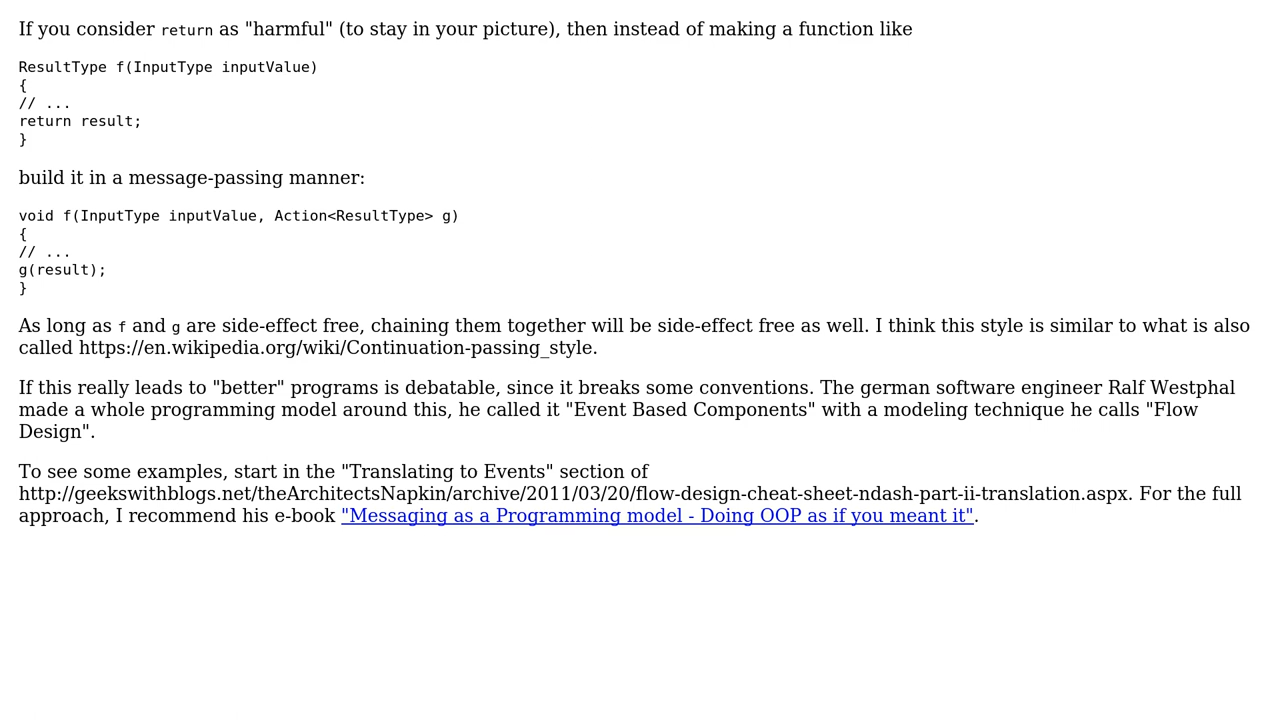 If you consider return as "harmful" (to stay in your picture), then instead of making a function like
ResultType f(InputType inputValue)
{
// ...
return result;
}
build it in a message-passing manner:
void f(InputType inputValue, Action<ResultType> g)
{
// ...
g(result);
}
As long as f and g are side-effect free, chaining them together will be side-effect free as well. I think this style is similar to what is also
called https://en.wikipedia.org/wiki/Continuation-passing_style.
If this really leads to "better" programs is debatable, since it breaks some conventions. The german software engineer Ralf Westphal
made a whole programming model around this, he called it "Event Based Components" with a modeling technique he calls "Flow
Design".
To see some examples, start in the "Translating to Events" section of
http://geekswithblogs.net/theArchitectsNapkin/archive/2011/03/20/flow-design-cheat-sheet-ndash-part-ii-translation.aspx. For the full
approach, I recommend his e-book "Messaging as a Programming model - Doing OOP as if you meant it".